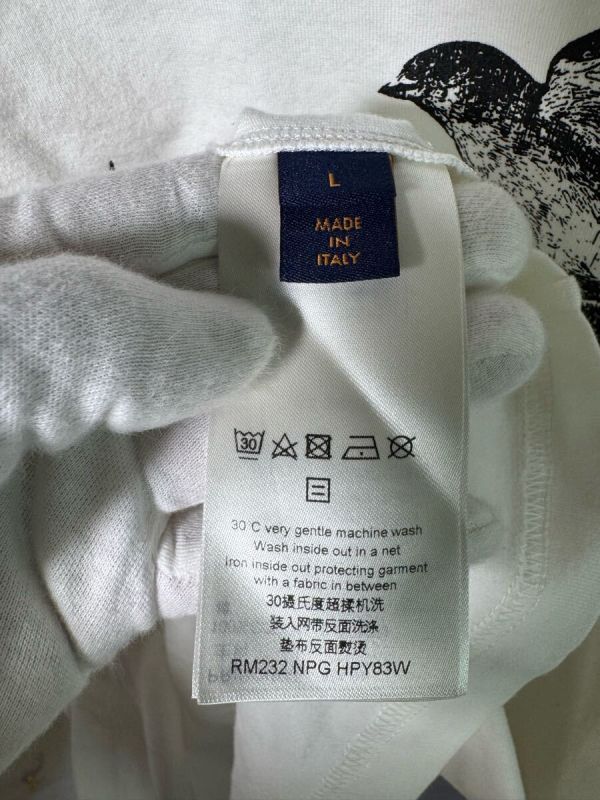 L
MADE
IN
ITALY
30
30 C very gentle machine wash
Wash inside out in a net
Iron inside out protecting garment
with a fabric in between
30摄氏度超揉机洗
装入网带反面洗涤
垫布反面熨烫
RM232 NPG HPY83W